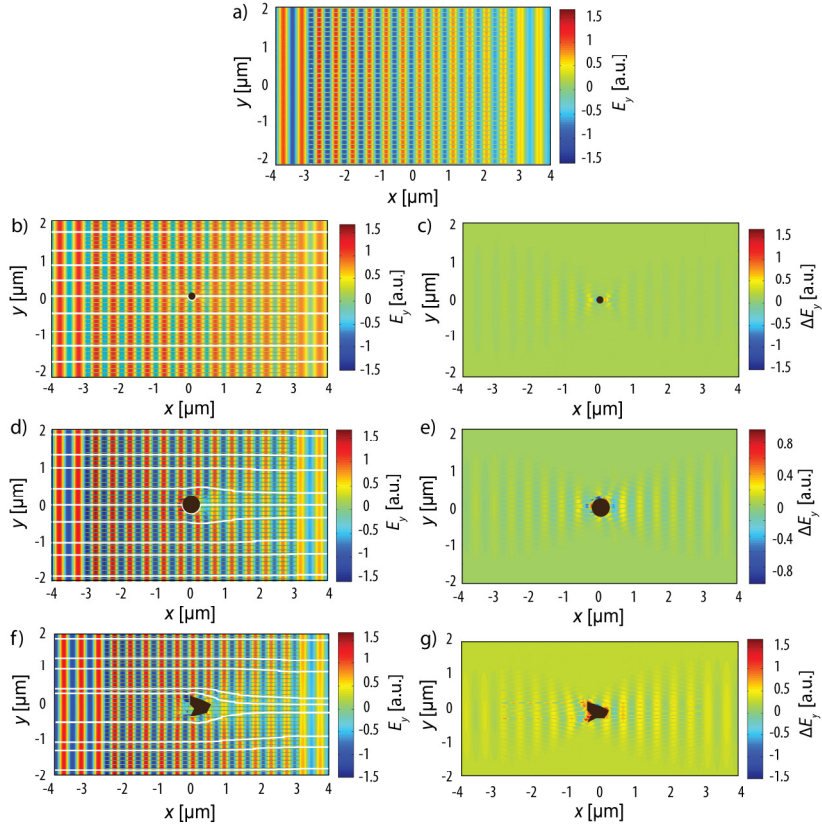 a)
2
1
0
-1
-2
y [µm]
-4 -3 -2 -1 0 1 2 3 4
x [µm]
1.5
1
0.5
0
-0.5
-1
-1.5
E_y [a.u.]
b)
2
1
0
-1
-2
y [µm]
-4 -3 -2 -1 0 1 2 3 4
x [µm]
1.5
1
0.5
0
-0.5
-1
-1.5
E_y [a.u.]
c)
2
1
0
-1
-2
y [µm]
-4 -3 -2 -1 0 1 2 3 4
x [µm]
1.5
1
0.5
0
-0.5
-1
-1.5
ΔE_y [a.u.]
d)
2
1
0
-1
-2
y [µm]
-4 -3 -2 -1 0 1 2 3 4
x [µm]
1.5
1
0.5
0
-0.5
-1
-1.5
E_y [a.u.]
e)
2
1
0
-1
-2
y [µm]
-4 -3 -2 -1 0 1 2 3 4
x [µm]
0.8
0.4
0
-0.4
-0.8
ΔE_y [a.u.]
f)
2
1
0
-1
-2
y [µm]
-4 -3 -2 -1 0 1 2 3 4
x [µm]
1.5
1
0.5
0
-0.5
-1
-1.5
E_y [a.u.]
g)
2
1
0
-1
-2
y [µm]
-4 -3 -2 -1 0 1 2 3 4
x [µm]
1.5
1
0.5
0
-0.5
-1
-1.5
ΔE_y [a.u.]